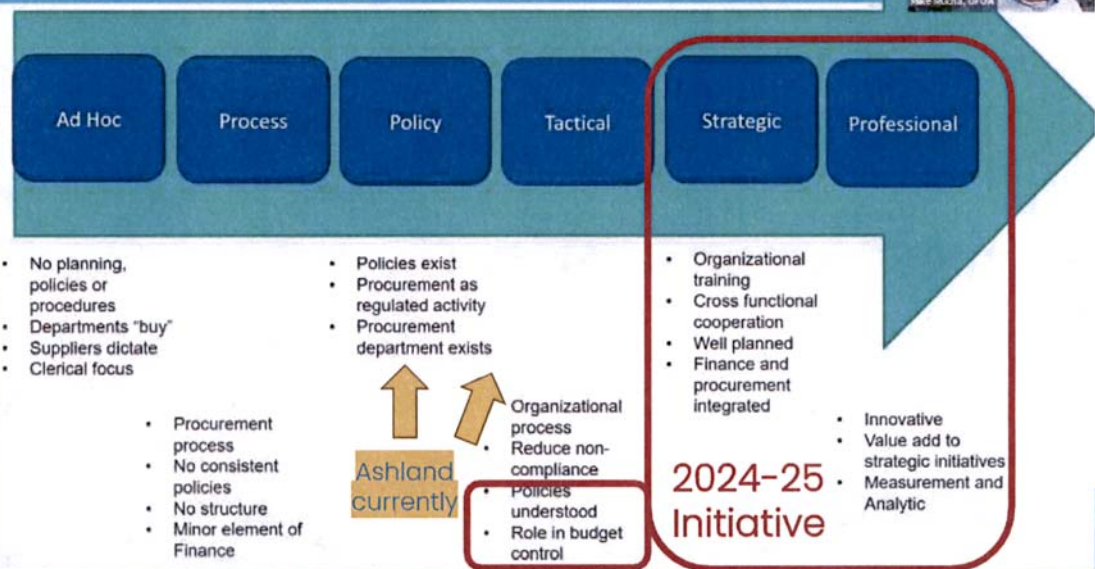 Ad Hoc
Process
Policy
Tactical
Strategic
Professional
• No planning,
policies or
procedures
• Departments “buy”
• Suppliers dictate
• Clerical focus
• Procurement
process
• No consistent
policies
• No structure
• Minor element of
Finance
• Policies exist
• Procurement as
regulated activity
• Procurement
department exists
Ashland
currently
Organizational
process
• Reduce non-
compliance
• Policies
understood
• Role in budget
control
• Organizational
training
• Cross functional
cooperation
• Well planned
• Finance and
procurement
integrated
2024-25
Initiative
• Innovative
• Value add to
strategic initiatives
• Measurement and
Analytic